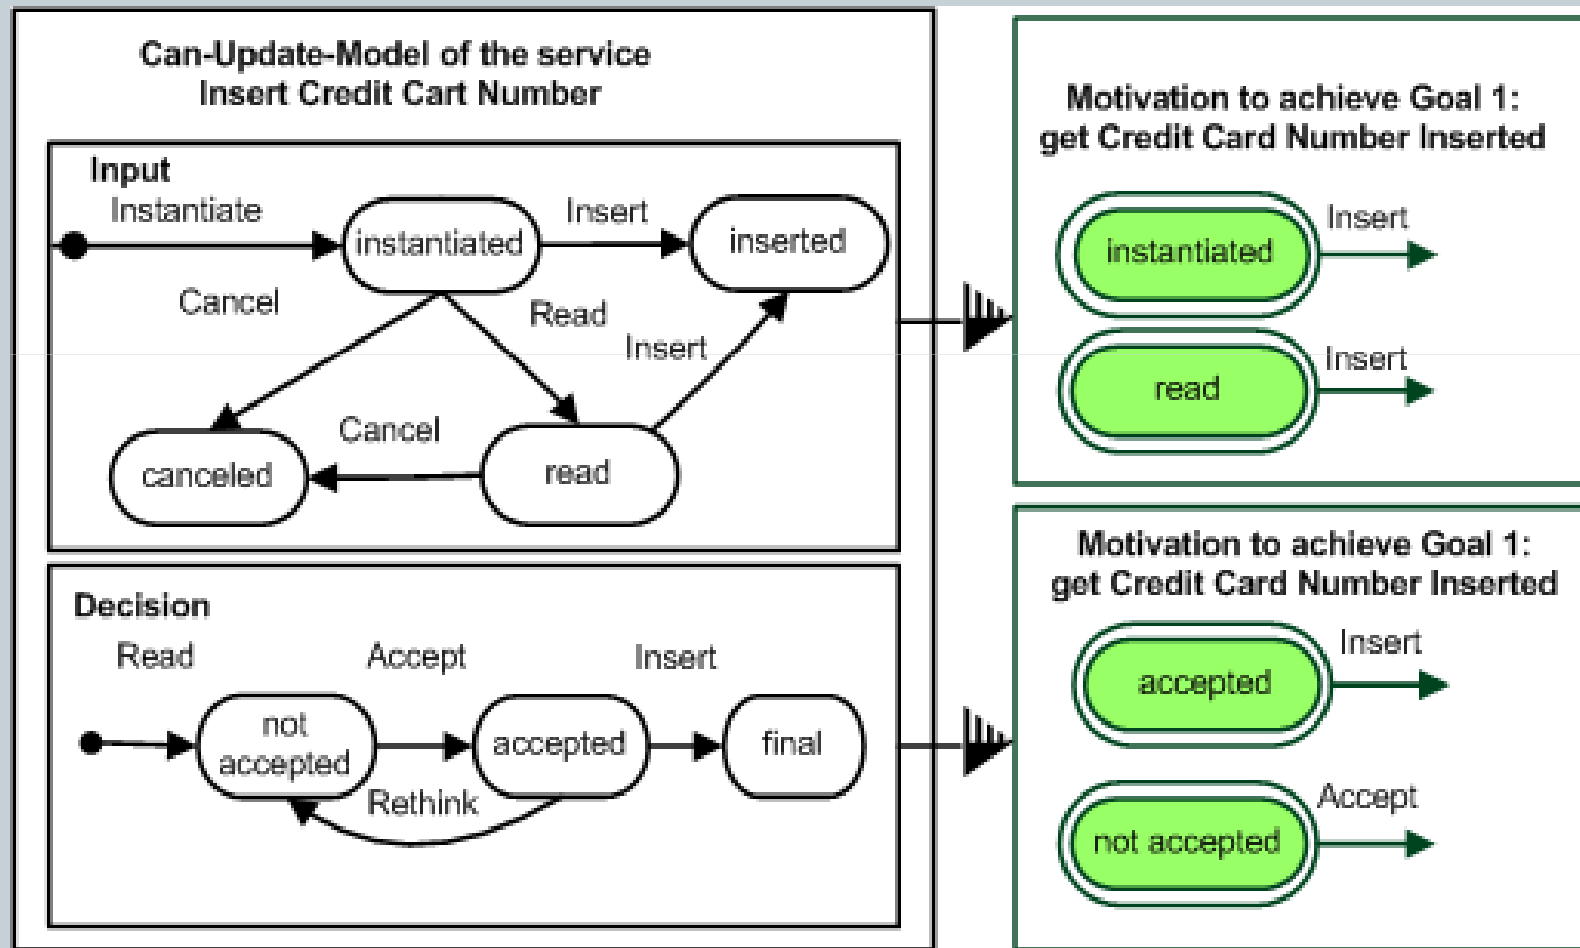 Can-Update-Model of the service
Insert Credit Cart Number
Input
Instantiate
Insert
instantiated
inserted
Cancel
Read
Insert
Cancel
canceled
read
Decision
Read
Accept
Insert
not
accepted
accepted
final
Rethink
Motivation to achieve Goal 1:
get Credit Card Number Inserted
Insert
instantiated
Insert
read
Motivation to achieve Goal 1:
get Credit Card Number Inserted
Insert
accepted
Accept
not accepted